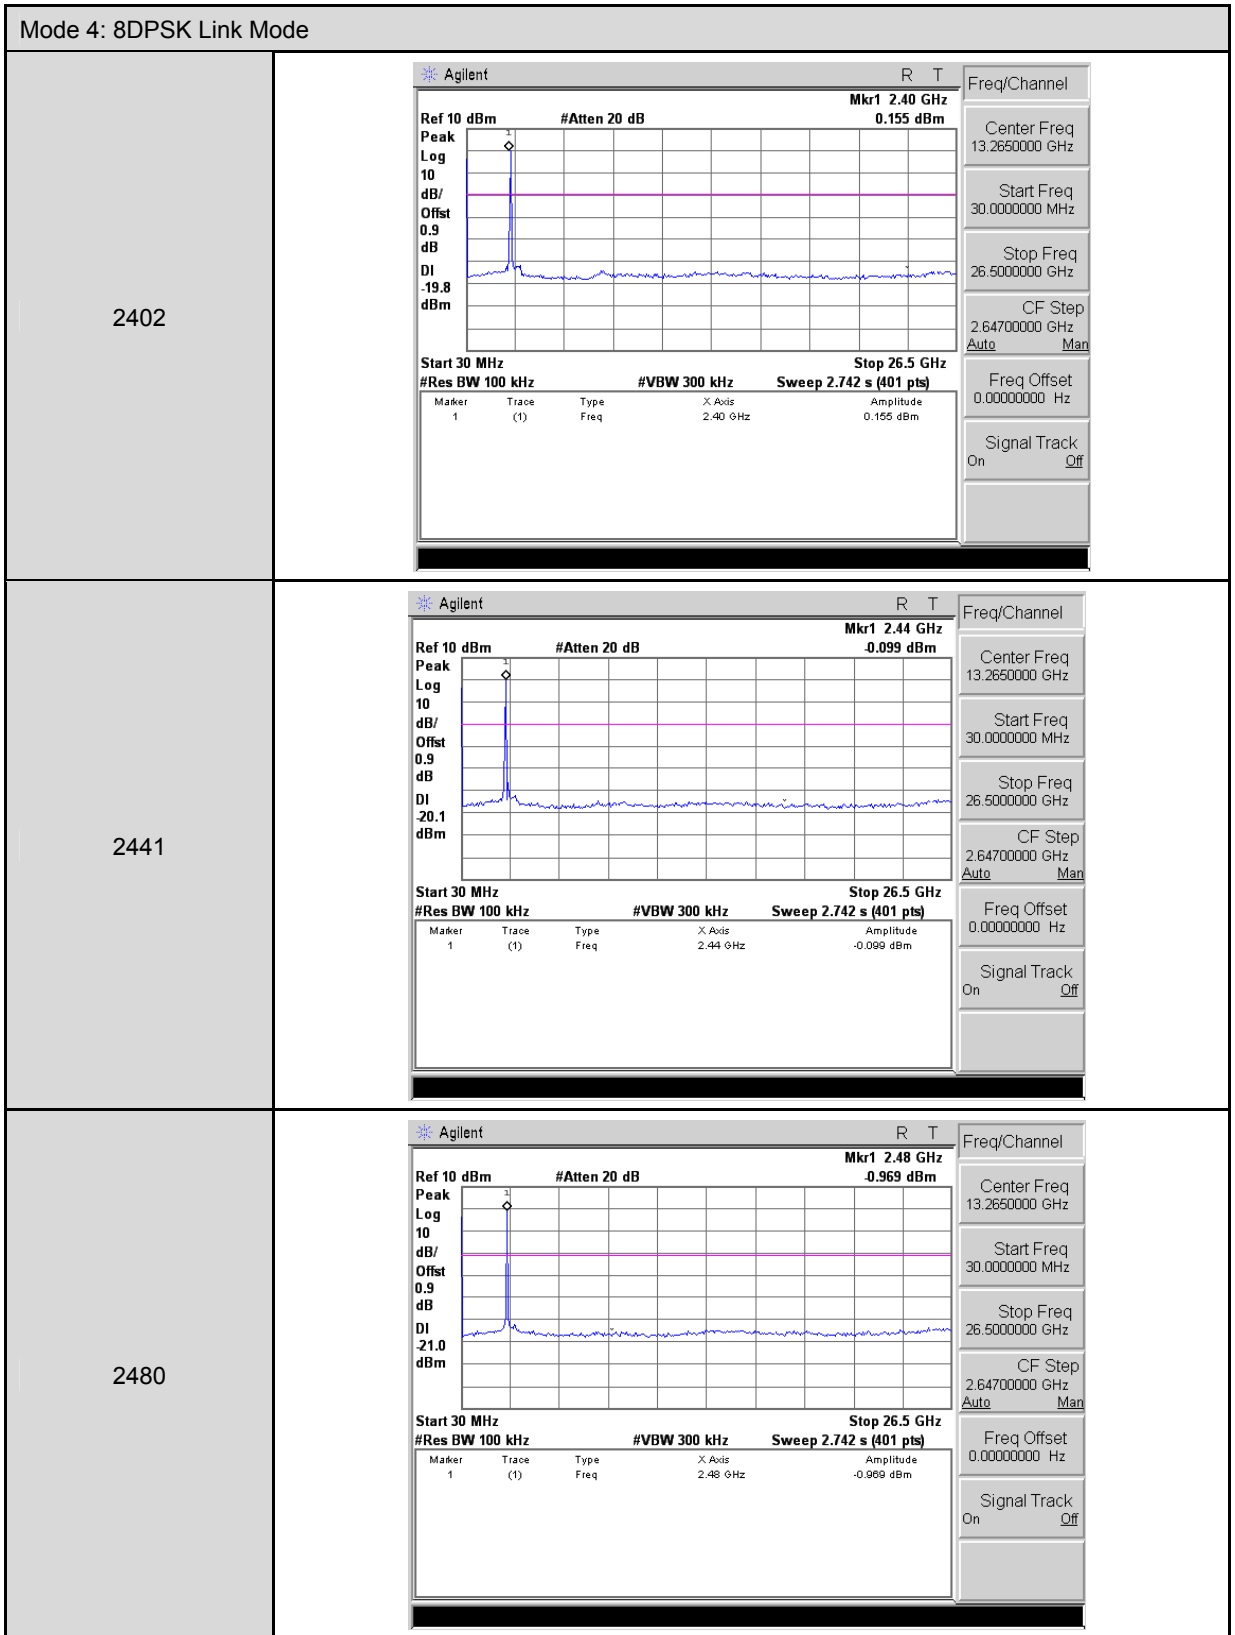 Mode 4: 8DPSK Link Mode
2402
Agilent R T
Mkr1 2.40 GHz
Ref 10 dBm #Atten 20 dB 0.155 dBm
Peak
Log
10
dB/
Offst
0.9
dB
DI
-19.8
dBm
1
Start 30 MHz Stop 26.5 GHz
#Res BW 100 kHz #VBW 300 kHz Sweep 2.742 s (401 pts)
Marker Trace Type X Axis Amplitude
1 (1) Freq 2.40 GHz 0.155 dBm
Freq/Channel
Center Freq
13.2650000 GHz
Start Freq
30.0000000 MHz
Stop Freq
26.5000000 GHz
CF Step
2.64700000 GHz
Auto Man
Freq Offset
0.00000000 Hz
Signal Track
On Off
2441
Agilent R T
Mkr1 2.44 GHz
Ref 10 dBm #Atten 20 dB -0.099 dBm
Peak
Log
10
dB/
Offst
0.9
dB
DI
-20.1
dBm
1
Start 30 MHz Stop 26.5 GHz
#Res BW 100 kHz #VBW 300 kHz Sweep 2.742 s (401 pts)
Marker Trace Type X Axis Amplitude
1 (1) Freq 2.44 GHz -0.099 dBm
Freq/Channel
Center Freq
13.2650000 GHz
Start Freq
30.0000000 MHz
Stop Freq
26.5000000 GHz
CF Step
2.64700000 GHz
Auto Man
Freq Offset
0.00000000 Hz
Signal Track
On Off
2480
Agilent R T
Mkr1 2.48 GHz
Ref 10 dBm #Atten 20 dB -0.969 dBm
Peak
Log
10
dB/
Offst
0.9
dB
DI
-21.0
dBm
1
Start 30 MHz Stop 26.5 GHz
#Res BW 100 kHz #VBW 300 kHz Sweep 2.742 s (401 pts)
Marker Trace Type X Axis Amplitude
1 (1) Freq 2.48 GHz -0.969 dBm
Freq/Channel
Center Freq
13.2650000 GHz
Start Freq
30.0000000 MHz
Stop Freq
26.5000000 GHz
CF Step
2.64700000 GHz
Auto Man
Freq Offset
0.00000000 Hz
Signal Track
On Off